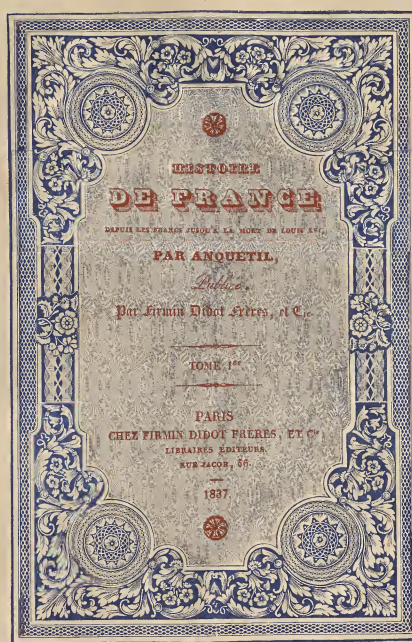 HISTOIRE
DE FRANCE
DEPUIS LES FRANCS JUSQU'A LA MORT DE LOUIS XVI,
PAR ANQUETIL,
Publiée
Par Firmin Didot Frères, et Cie
TOME 1er
PARIS
CHEZ FIRMIN DIDOT FRÈRES, ET Cie
LIBRAIRES ÉDITEURS,
RUE JACOB, 56.
1837